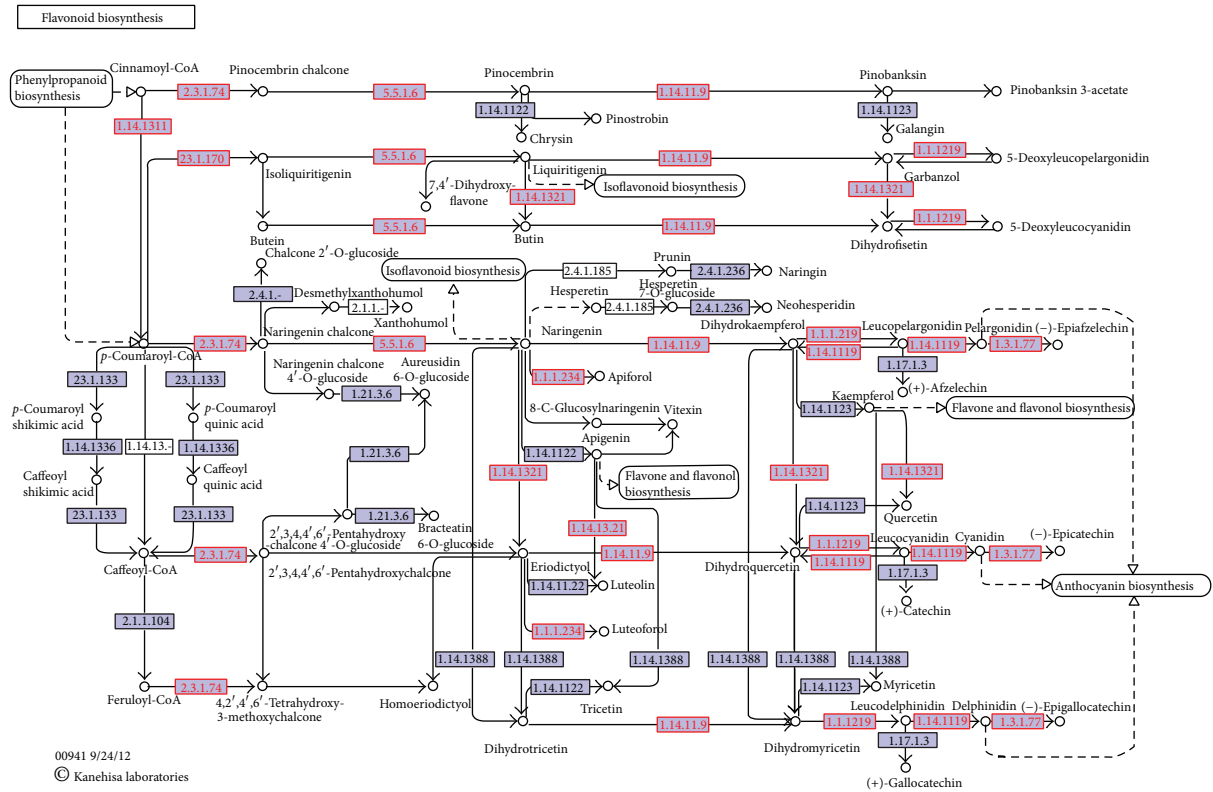 Flavonoid biosynthesis
Phenylpropanoid
biosynthesis
Cinnamoyl-CoA
2.3.1.74
Pinocembrin chalcone
5.5.1.6
Pinocembrin
1.14.11.9
Pinobanksin
Pinobanksin 3-acetate
1.14.1311
1.14.1122
Pinostrobin
Chrysin
1.14.1123
Galangin
23.1.170
Isoliquiritigenin
5.5.1.6
Liquiritigenin
1.14.11.9
Garbanzol
1.1.1219
5-Deoxyleucopelargonidin
7,4′-Dihydroxy-
flavone
Isoflavonoid biosynthesis
1.14.1321
1.14.1321
Butein
5.5.1.6
Butin
1.14.11.9
Dihydrofisetin
1.1.1219
5-Deoxyleucocyanidin
Chalcone 2′-O-glucoside
2.4.1.-
Isoflavonoid biosynthesis
2.4.1.185
Prunin
2.4.1.236
Naringin
Desmethylxanthohumol
2.1.1.-
Xanthohumol
Hesperetin
2.4.1.185
Hesperetin
7-O-glucoside
2.4.1.236
Neohesperidin
p-Coumaroyl-CoA
2.3.1.74
Naringenin chalcone
5.5.1.6
Naringenin
1.14.11.9
Dihydrokaempferol
1.1.1.219
1.14.1119
Leucopelargonidin
1.14.1119
Pelargonidin
1.3.1.77
(−)-Epiafzelechin
1.17.1.3
(+)-Afzelechin
23.1.133
23.1.133
Naringenin chalcone
4′-O-glucoside
1.21.3.6
Aureusidin
6-O-glucoside
1.1.1.234
Apiforol
p-Coumaroyl
shikimic acid
p-Coumaroyl
quinic acid
8-C-Glucosylnaringenin
Vitexin
1.14.1123
Kaempferol
Flavone and flavonol biosynthesis
1.14.1336
1.14.13.-
1.14.1336
1.21.3.6
1.14.1122
Apigenin
Flavone and flavonol
biosynthesis
1.14.1321
1.14.1321
1.14.1321
Caffeoyl
shikimic acid
Caffeoyl
quinic acid
23.1.133
23.1.133
1.21.3.6
Bracteatin
6-O-glucoside
1.14.13.21
1.14.1123
Quercetin
2′,3,4,4′,6′-Pentahydroxy
-chalcone 4′-O-glucoside
Caffeoyl-CoA
2.3.1.74
2′,3,4,4′,6′-Pentahydroxychalcone
Eriodictyol
1.14.11.9
Dihydroquercetin
1.1.1219
1.14.1119
Leucocyanidin
1.14.1119
Cyanidin
1.3.1.77
(−)-Epicatechin
1.14.11.22
Luteolin
1.17.1.3
(+)-Catechin
Anthocyanin biosynthesis
2.1.1.104
1.1.1.234
Luteoforol
1.14.1388
1.14.1388
1.14.1388
1.14.1388
1.14.1388
1.14.1388
Feruloyl-CoA
2.3.1.74
4,2′,4′,6′-Tetrahydroxy-
3-methoxychalcone
Homoeriodictyol
1.14.1122
Tricetin
1.14.1123
Myricetin
Dihydrotricetin
1.14.11.9
Dihydromyricetin
1.1.1219
Leucodelphinidin
1.14.1119
Delphinidin
1.3.1.77
(−)-Epigallocatechin
1.17.1.3
(+)-Gallocatechin
00941 9/24/12
© Kanehisa laboratories